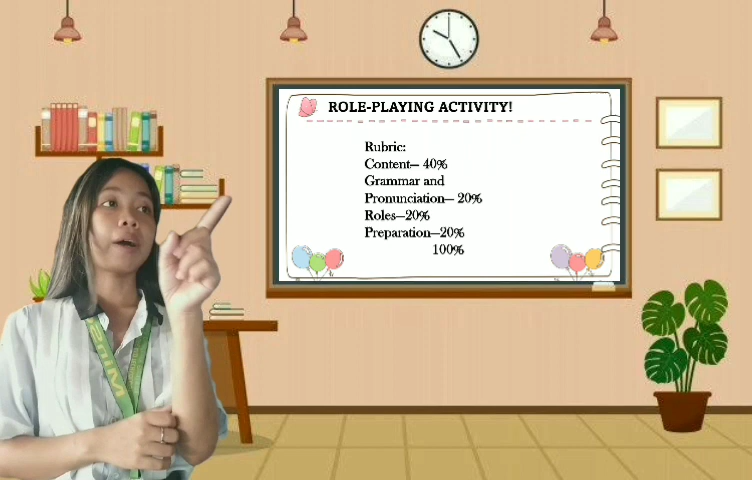 ROLE-PLAYING ACTIVITY!
Rubric:
Content— 40%
Grammar and
Pronunciation— 20%
Roles—20%
Preparation—20%
100%